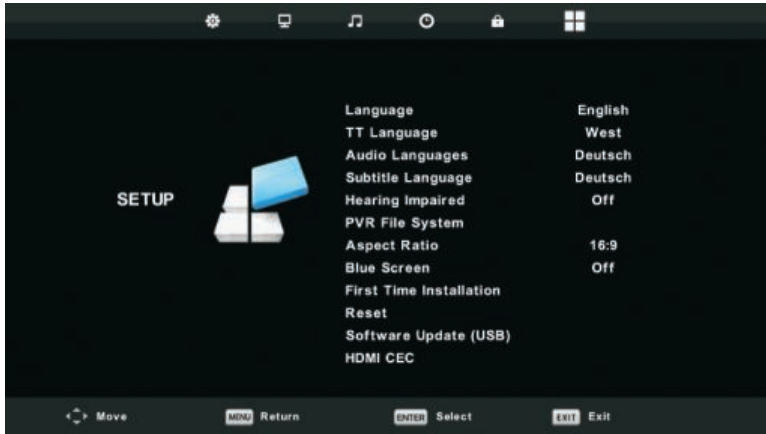 SETUP
Language English
TT Language West
Audio Languages Deutsch
Subtitle Language Deutsch
Hearing Impaired Off
PVR File System
Aspect Ratio 16:9
Blue Screen Off
First Time Installation
Reset
Software Update (USB)
HDMI CEC
Move MENU Return ENTER Select EXIT Exit